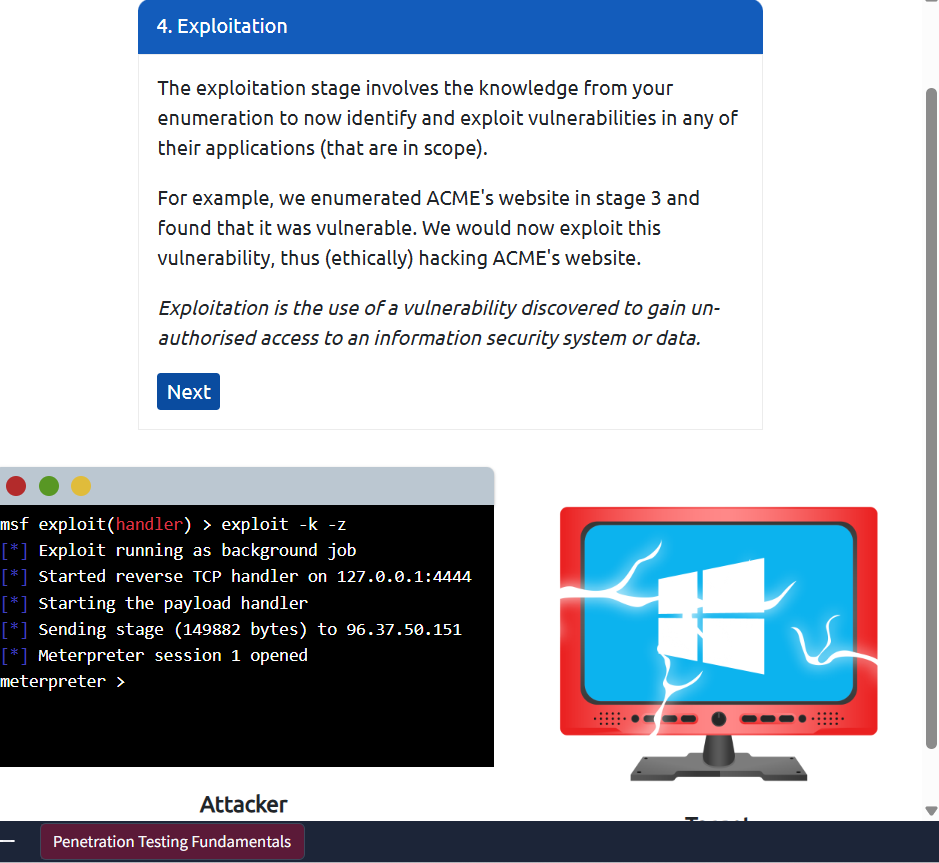 4. Exploitation
The exploitation stage involves the knowledge from your
enumeration to now identify and exploit vulnerabilities in any of
their applications (that are in scope).
For example, we enumerated ACME's website in stage 3 and
found that it was vulnerable. We would now exploit this
vulnerability, thus (ethically) hacking ACME's website.
Exploitation is the use of a vulnerability discovered to gain un-
authorised access to an information security system or data.
Next
msf exploit(handler) > exploit -k -z
[*] Exploit running as background job
[*] Started reverse TCP handler on 127.0.0.1:4444
[*] Starting the payload handler
[*] Sending stage (149882 bytes) to 96.37.50.151
[*] Meterpreter session 1 opened
meterpreter >
Attacker
Penetration Testing Fundamentals